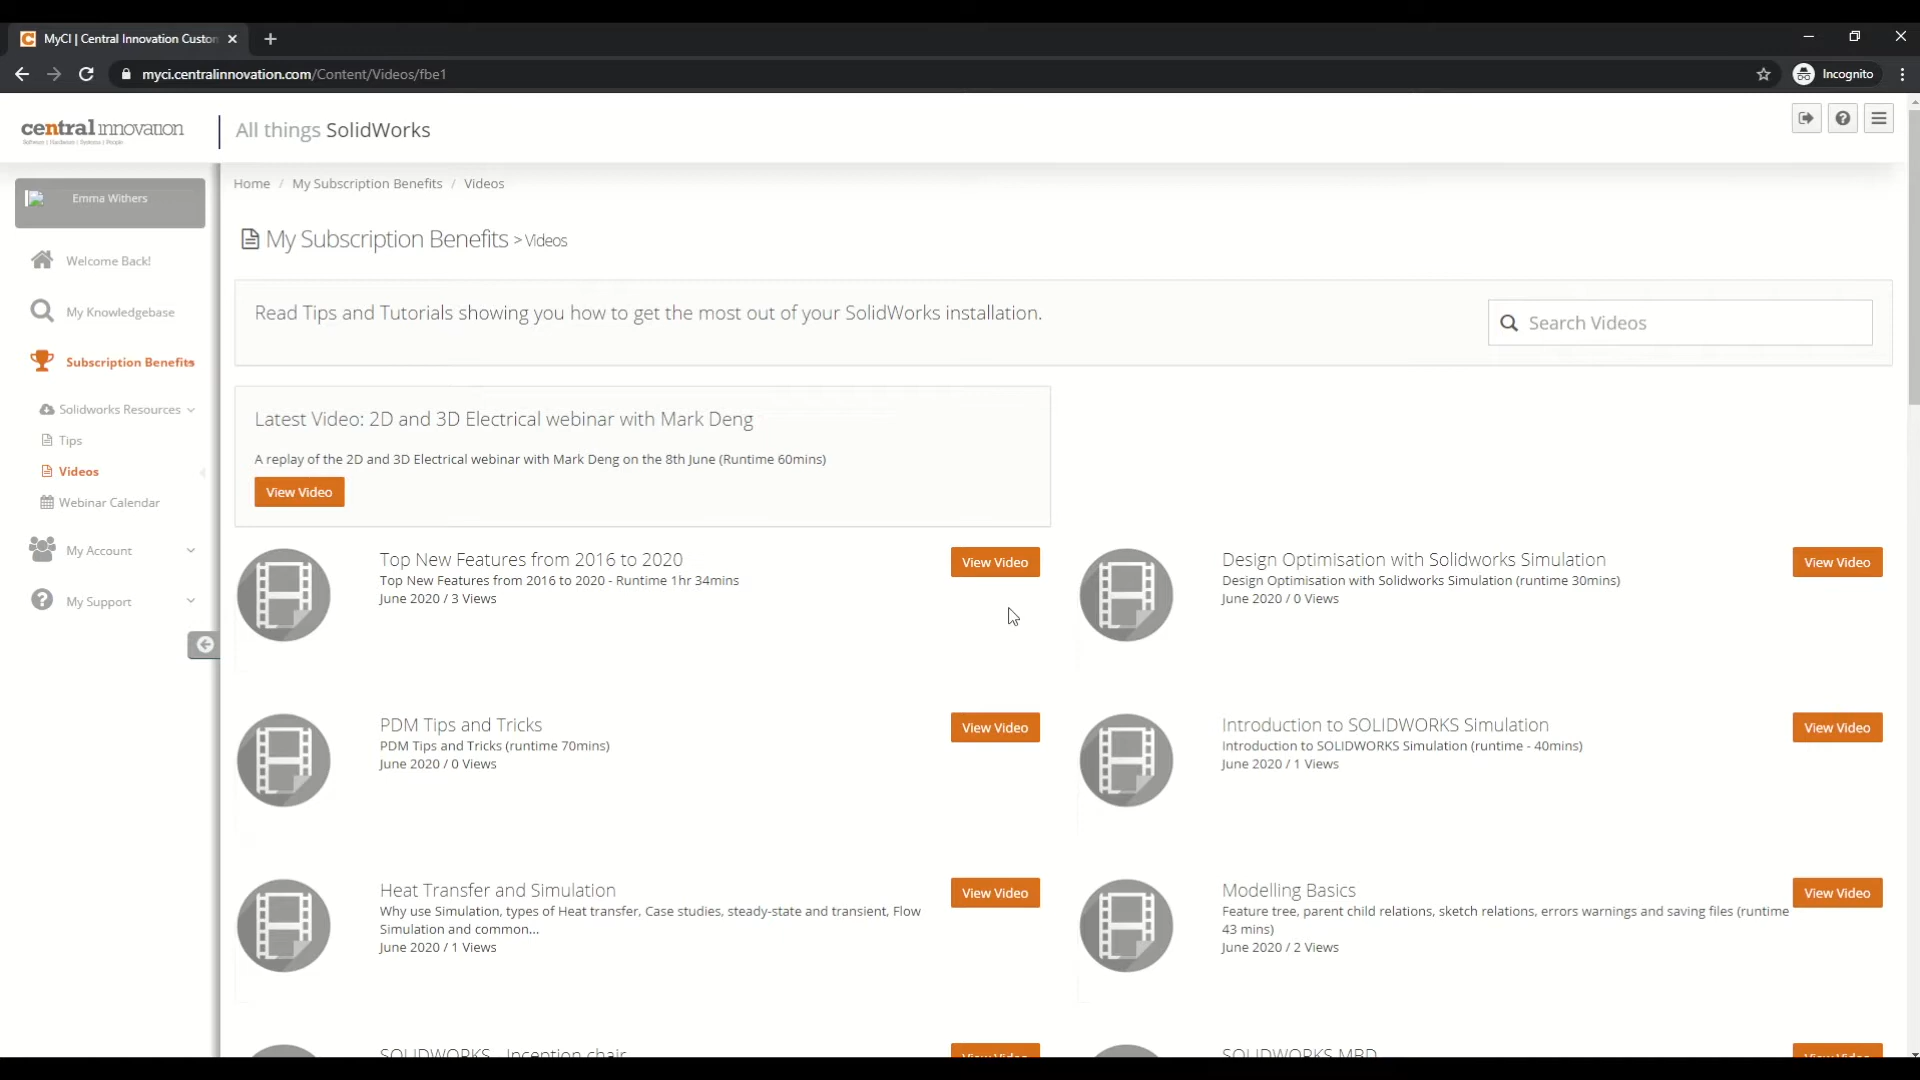 MyCI | Central Innovation Custon
myci.centralinnovation.com/Content/Videos/fbe1
Incognito
central innovation
All things SolidWorks
Emma Withers
Welcome Back!
My Knowledgebase
Subscription Benefits
Solidworks Resources
Tips
Videos
Webinar Calendar
My Account
My Support
Home / My Subscription Benefits / Videos
My Subscription Benefits > Videos
Read Tips and Tutorials showing you how to get the most out of your SolidWorks installation.
Search Videos
Latest Video: 2D and 3D Electrical webinar with Mark Deng
A replay of the 2D and 3D Electrical webinar with Mark Deng on the 8th June (Runtime 60mins)
View Video
Top New Features from 2016 to 2020
Top New Features from 2016 to 2020 - Runtime 1hr 34mins
June 2020 / 3 Views
View Video
Design Optimisation with Solidworks Simulation
Design Optimisation with Solidworks Simulation (runtime 30mins)
June 2020 / 0 Views
View Video
PDM Tips and Tricks
PDM Tips and Tricks (runtime 70mins)
June 2020 / 0 Views
View Video
Introduction to SOLIDWORKS Simulation
Introduction to SOLIDWORKS Simulation (runtime - 40mins)
June 2020 / 1 Views
View Video
Heat Transfer and Simulation
Why use Simulation, types of Heat transfer, Case studies, steady-state and transient, Flow
Simulation and common...
June 2020 / 1 Views
View Video
Modelling Basics
Feature tree, parent child relations, sketch relations, errors warnings and saving files (runtime
43 mins)
June 2020 / 2 Views
View Video
SOLIDWORKS - Inception chair
View Video
SOLIDWORKS MBD
View Video